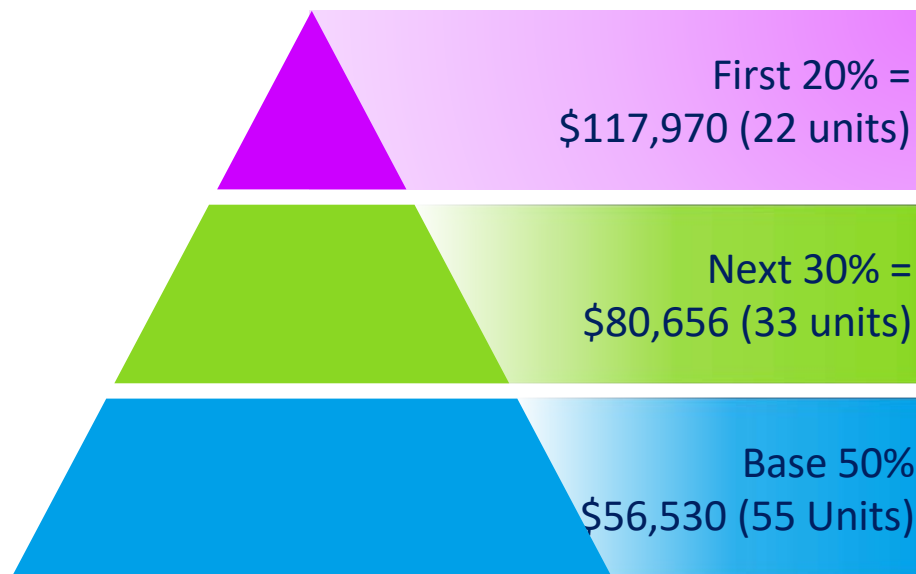 First 20% =
$117,970 (22 units)
Next 30% =
$80,656 (33 units)
Base 50%
$56,530 (55 Units)